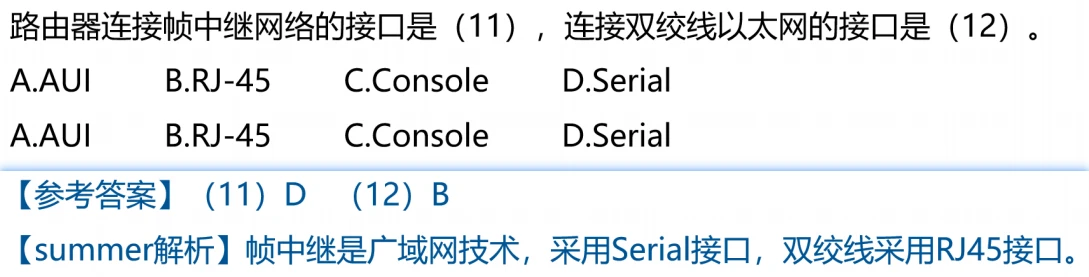 路由器连接帧中继网络的接口是（11），连接双绞线以太网的接口是（12）。
A.AUI B.RJ-45 C.Console D.Serial
A.AUI B.RJ-45 C.Console D.Serial
【参考答案】（11）D （12）B
【summer解析】帧中继是广域网技术，采用Serial接口，双绞线采用RJ45接口。